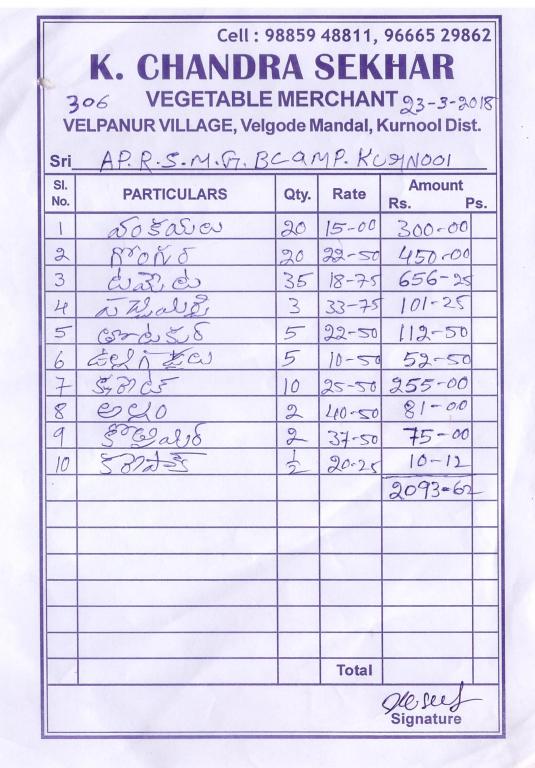 Cell : 98859 48811, 96665 29862
K. CHANDRA SEKHAR
306 VEGETABLE MERCHANT 23-3-2018
VELPANUR VILLAGE, Velgode Mandal, Kurnool Dist.
Sri A.P.R.S.M.G. B CAMP. KURNOOl
Sl. No. PARTICULARS Qty. Rate Amount Rs. Ps.
1 వంకాయలు 20 15-00 300-00
2 గోంగూర 20 22-50 450-00
3 టమేటా 35 18-75 656-25
4 పచ్చిమిర్చి 3 33-75 101-25
5 తోటకూర 5 22-50 112-50
6 ఉల్లిగడ్డలు 5 10-50 52-50
7 క్యారెట్ 10 25-50 255-00
8 అల్లం 2 40-50 81-00
9 కొత్తిమీర 2 37-50 75-00
10 కరేపాక్ 1/2 20-25 10-12
2093-62
Total
Signature